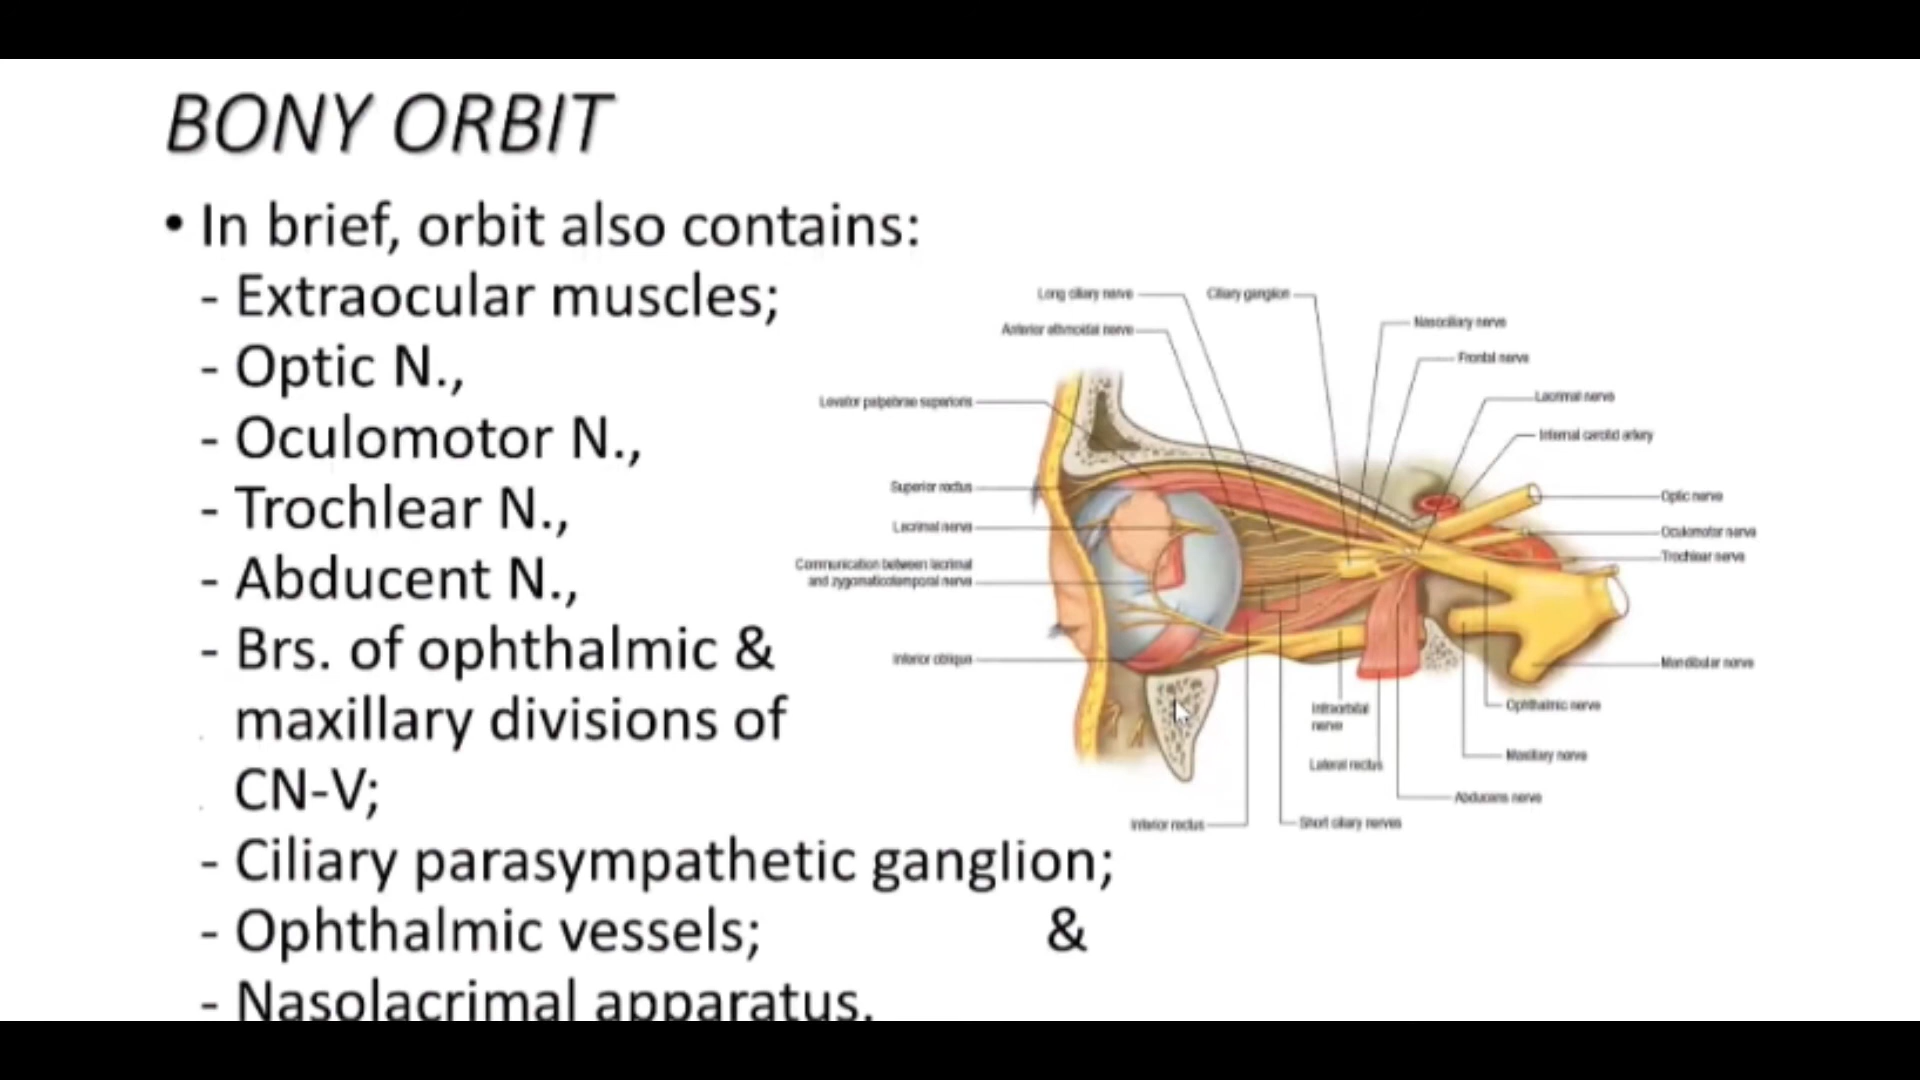 BONY ORBIT
• In brief, orbit also contains:
- Extraocular muscles;
- Optic N.,
- Oculomotor N.,
- Trochlear N.,
- Abducent N.,
- Brs. of ophthalmic &
. maxillary divisions of
. CN-V;
- Ciliary parasympathetic ganglion;
- Ophthalmic vessels; &
- Nasolacrimal apparatus.
Long ciliary nerve
Ciliary ganglion
Anterior ethmoidal nerve
Nasociliary nerve
Frontal nerve
Levator palpebrae superioris
Lacrimal nerve
Internal carotid artery
Superior rectus
Optic nerve
Lacrimal nerve
Oculomotor nerve
Trochlear nerve
Communication between lacrimal
and zygomaticotemporal nerve
Inferior oblique
Mandibular nerve
Infraorbital
nerve
Ophthalmic nerve
Maxillary nerve
Lateral rectus
Abducens nerve
Inferior rectus
Short ciliary nerves